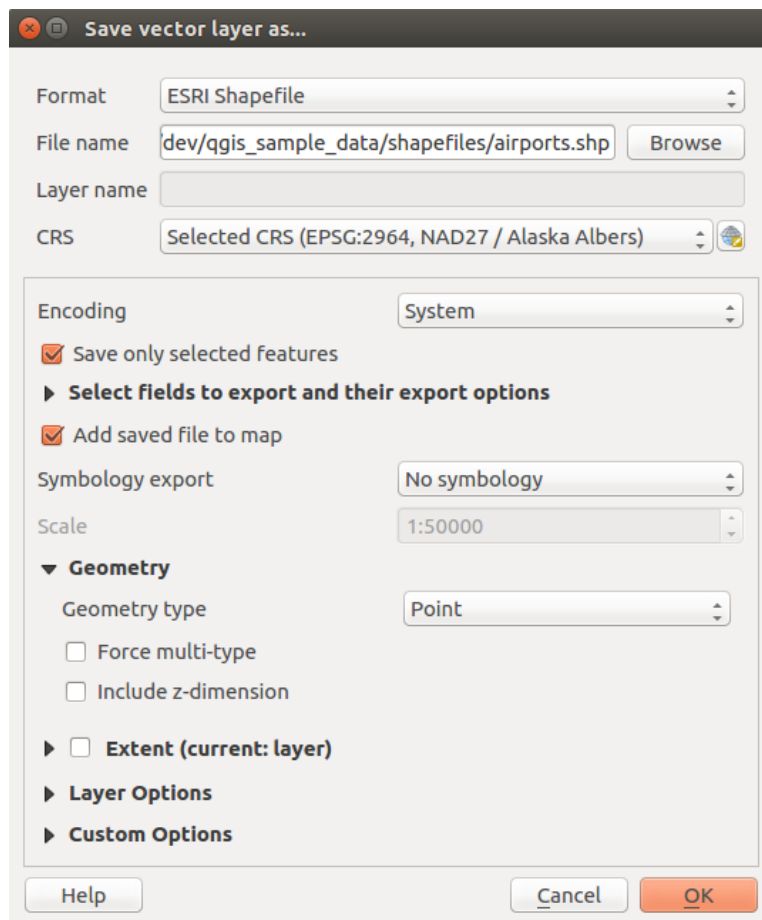 Save vector layer as...
Format ESRI Shapefile
File name dev/qgis_sample_data/shapefiles/airports.shp Browse
Layer name
CRS Selected CRS (EPSG:2964, NAD27 / Alaska Albers)
Encoding System
Save only selected features
Select fields to export and their export options
Add saved file to map
Symbology export No symbology
Scale 1:50000
Geometry
Geometry type Point
Force multi-type
Include z-dimension
Extent (current: layer)
Layer Options
Custom Options
Help Cancel OK